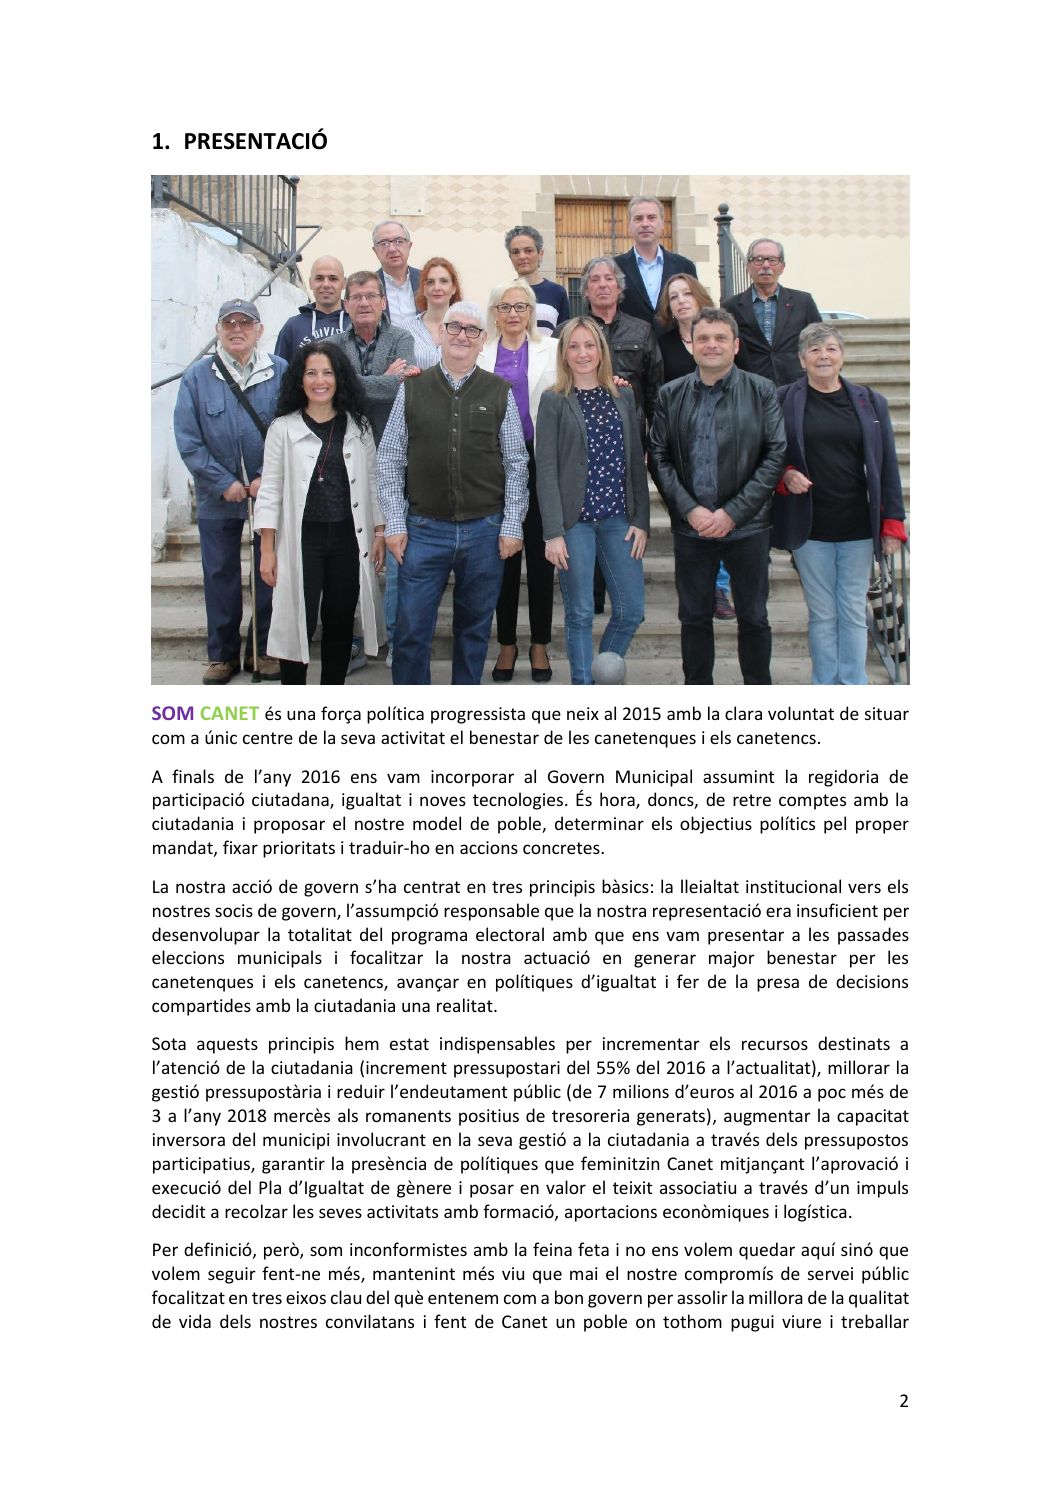 1. PRESENTACIÓ
SOM CANET és una força política progressista que neix al 2015 amb la clara voluntat de situar
com a únic centre de la seva activitat el benestar de les canetenques i els canetencs.
A finals de l’any 2016 ens vam incorporar al Govern Municipal assumint la regidoria de
participació ciutadana, igualtat i noves tecnologies. És hora, doncs, de retre comptes amb la
ciutadania i proposar el nostre model de poble, determinar els objectius polítics pel proper
mandat, fixar prioritats i traduir-ho en accions concretes.
La nostra acció de govern s’ha centrat en tres principis bàsics: la lleialtat institucional vers els
nostres socis de govern, l’assumpció responsable que la nostra representació era insuficient per
desenvolupar la totalitat del programa electoral amb que ens vam presentar a les passades
eleccions municipals i focalitzar la nostra actuació en generar major benestar per les
canetenques i els canetencs, avançar en polítiques d’igualtat i fer de la presa de decisions
compartides amb la ciutadania una realitat.
Sota aquests principis hem estat indispensables per incrementar els recursos destinats a
l’atenció de la ciutadania (increment pressupostari del 55% del 2016 a l’actualitat), millorar la
gestió pressupostària i reduir l’endeutament públic (de 7 milions d’euros al 2016 a poc més de
3 a l’any 2018 mercès als romanents positius de tresoreria generats), augmentar la capacitat
inversora del municipi involucrant en la seva gestió a la ciutadania a través dels pressupostos
participatius, garantir la presència de polítiques que feminitzin Canet mitjançant l’aprovació i
execució del Pla d’Igualtat de gènere i posar en valor el teixit associatiu a través d’un impuls
decidit a recolzar les seves activitats amb formació, aportacions econòmiques i logística.
Per definició, però, som inconformistes amb la feina feta i no ens volem quedar aquí sinó que
volem seguir fent-ne més, mantenint més viu que mai el nostre compromís de servei públic
focalitzat en tres eixos clau del què entenem com a bon govern per assolir la millora de la qualitat
de vida dels nostres convilatans i fent de Canet un poble on tothom pugui viure i treballar
2